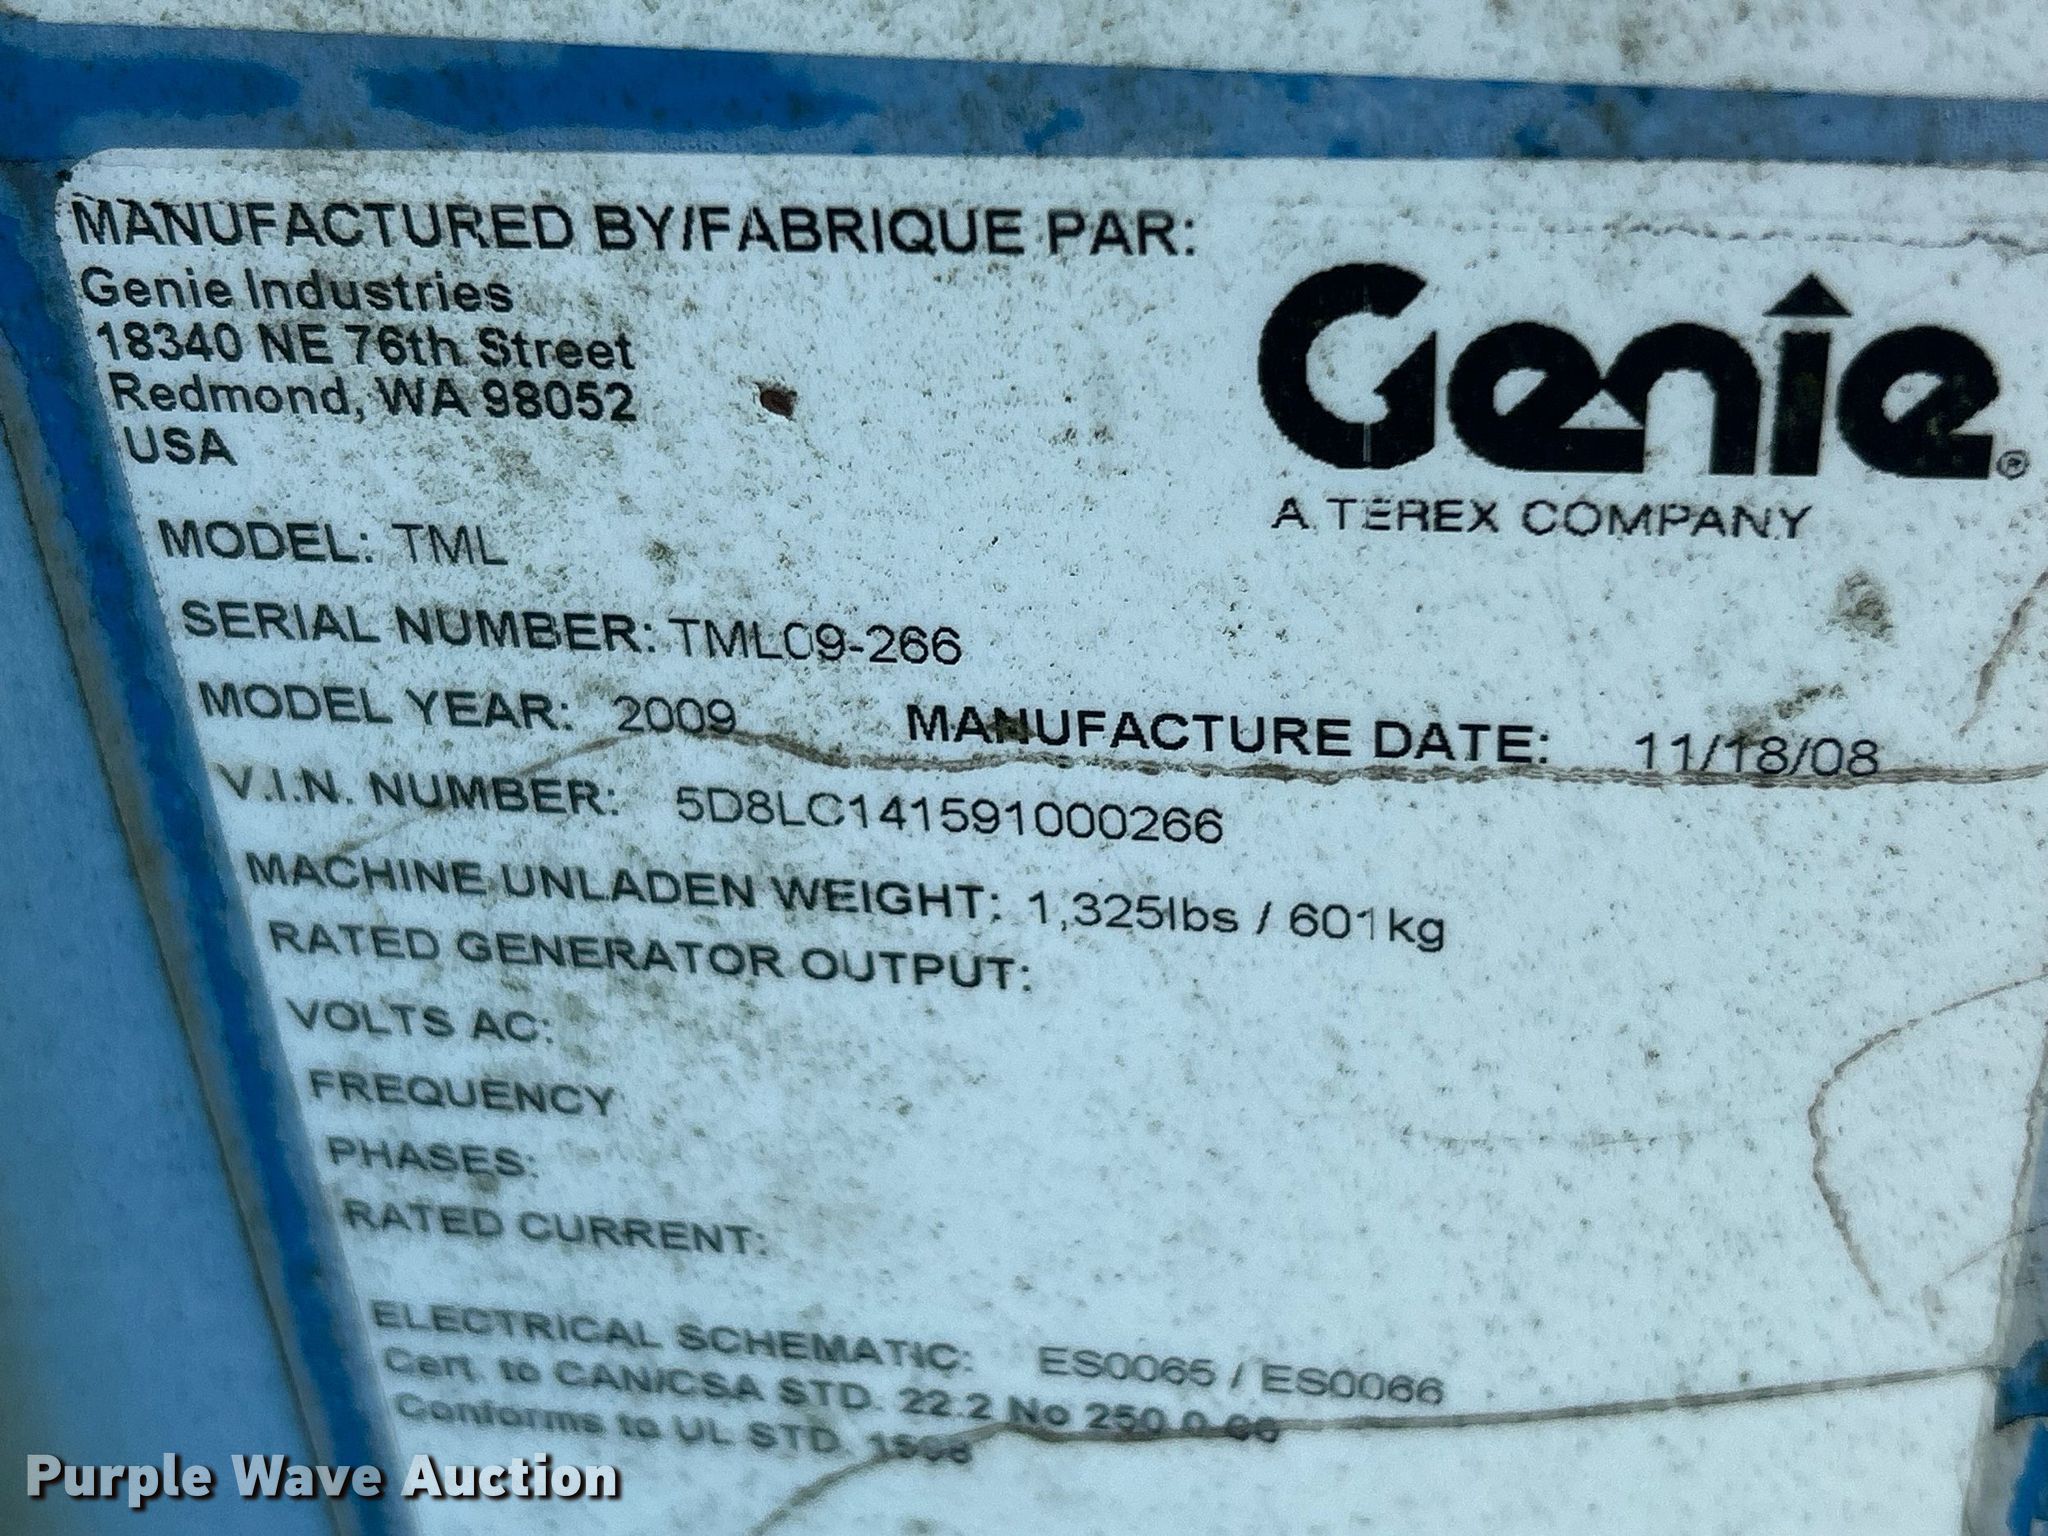 MANUFACTURED BY/FABRIQUE PAR:
Genie Industries
18340 NE 76th Street
Redmond, WA 98052
USA
Genie®
A TEREX COMPANY
MODEL: TML
SERIAL NUMBER: TML09-266
MODEL YEAR: 2009 MANUFACTURE DATE: 11/18/08
V.I.N. NUMBER: 5D8LC141591000266
MACHINE UNLADEN WEIGHT: 1,325lbs / 601kg
RATED GENERATOR OUTPUT:
VOLTS AC:
FREQUENCY
PHASES:
RATED CURRENT:
ELECTRICAL SCHEMATIC: ES0065 / ES0066
Cert. to CAN/CSA STD. 22.2 No
Conforms to UL STD.
Purple Wave Auction